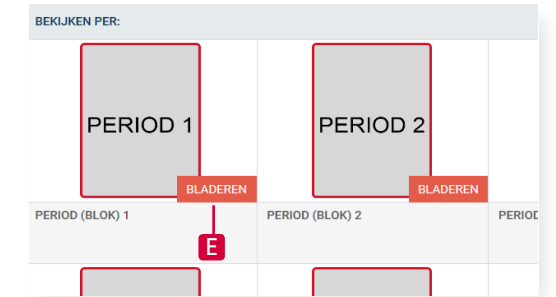 BEKIJKEN PER:
PERIOD 1
PERIOD 2
BLADEREN
BLADEREN
PERIOD (BLOK) 1
PERIOD (BLOK) 2
PERIOD
E